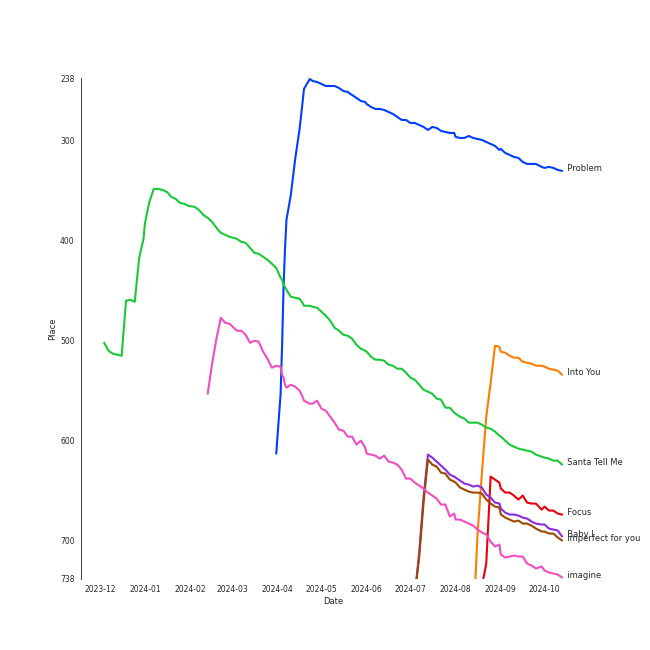 238
300
400
500
600
700
738
Place
Problem
Into You
Santa Tell Me
Focus
Baby I
imperfect for you
imagine
2023-12 2024-01 2024-02 2024-03 2024-04 2024-05 2024-06 2024-07 2024-08 2024-09 2024-10
Date